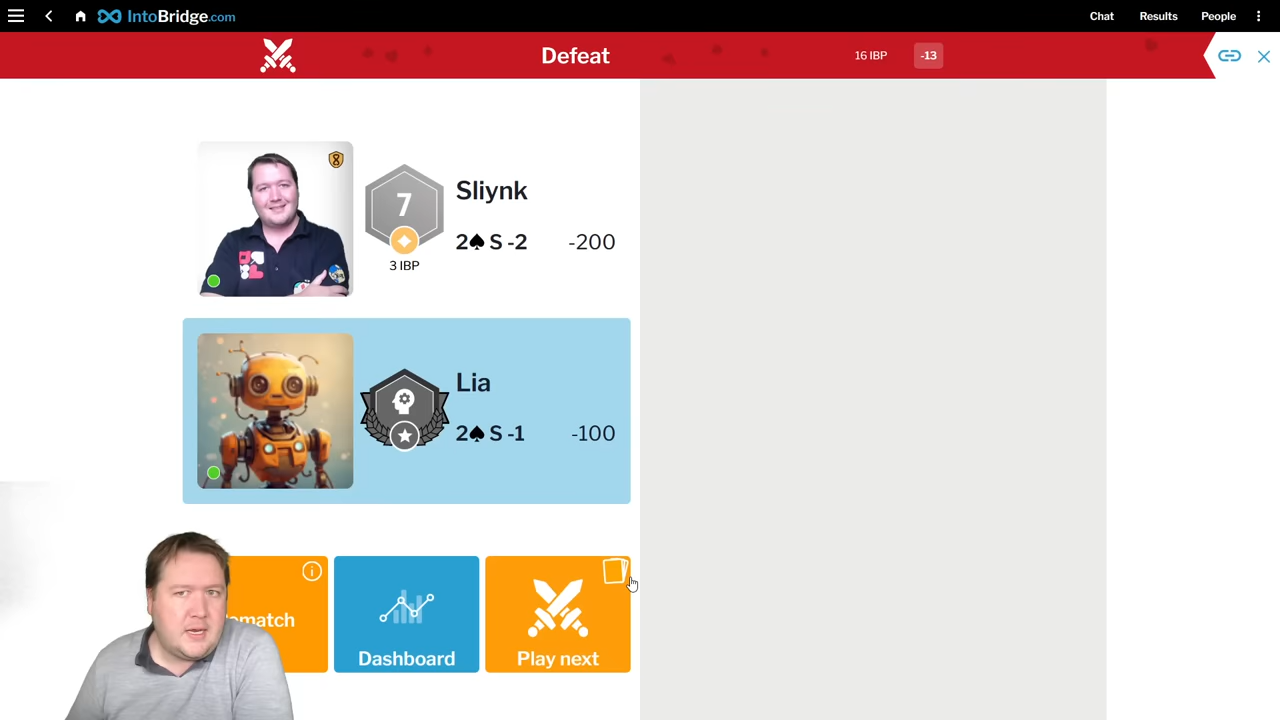 IntoBridge.com
Chat
Results
People
Defeat
16 IBP
-13
7
3 IBP
Sliynk
2♠ S -2
-200
Lia
2♠ S -1
-100
Dashboard
Play next